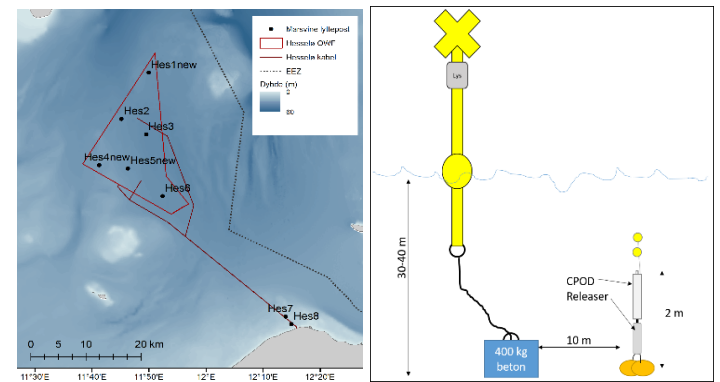 Marsvine lyttepost
Hesselø OWF
Hesselø kabel
EEZ
Dybde (m)
Hes1new
Hes2
Hes3
Hes4new
Hes5new
Hes6
Hes7
Hes8
0 5 10 20 km
11°30'E 11°40'E 11°50'E 12°E 12°10'E 12°20'E
Lys
30-40 m
CPOD
Releaser
2 m
10 m
400 kg
beton